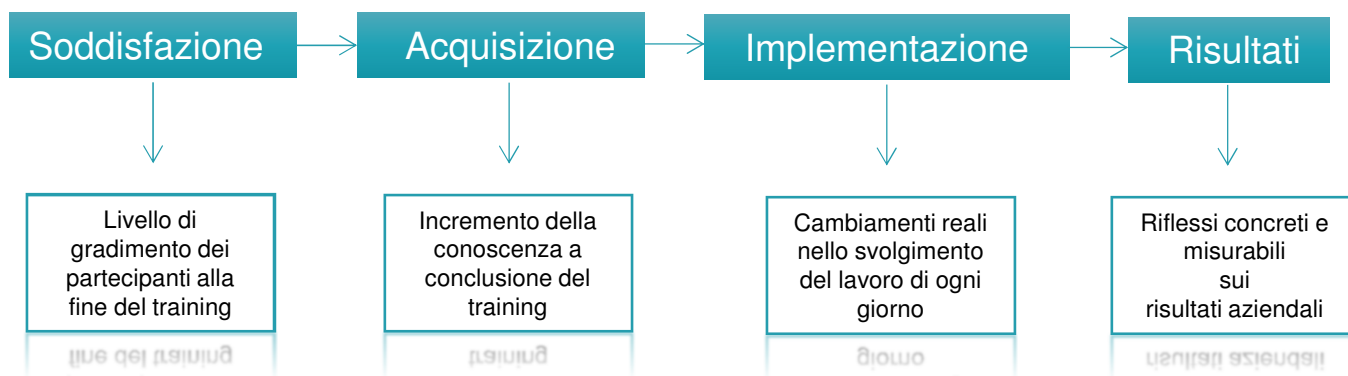 Soddisfazione
Acquisizione
Implementazione
Risultati
Livello di
gradimento dei
partecipanti alla
fine del training
Incremento della
conoscenza a
conclusione del
training
Cambiamenti reali
nello svolgimento
del lavoro di ogni
giorno
Riflessi concreti e
misurabili
sui
risultati aziendali